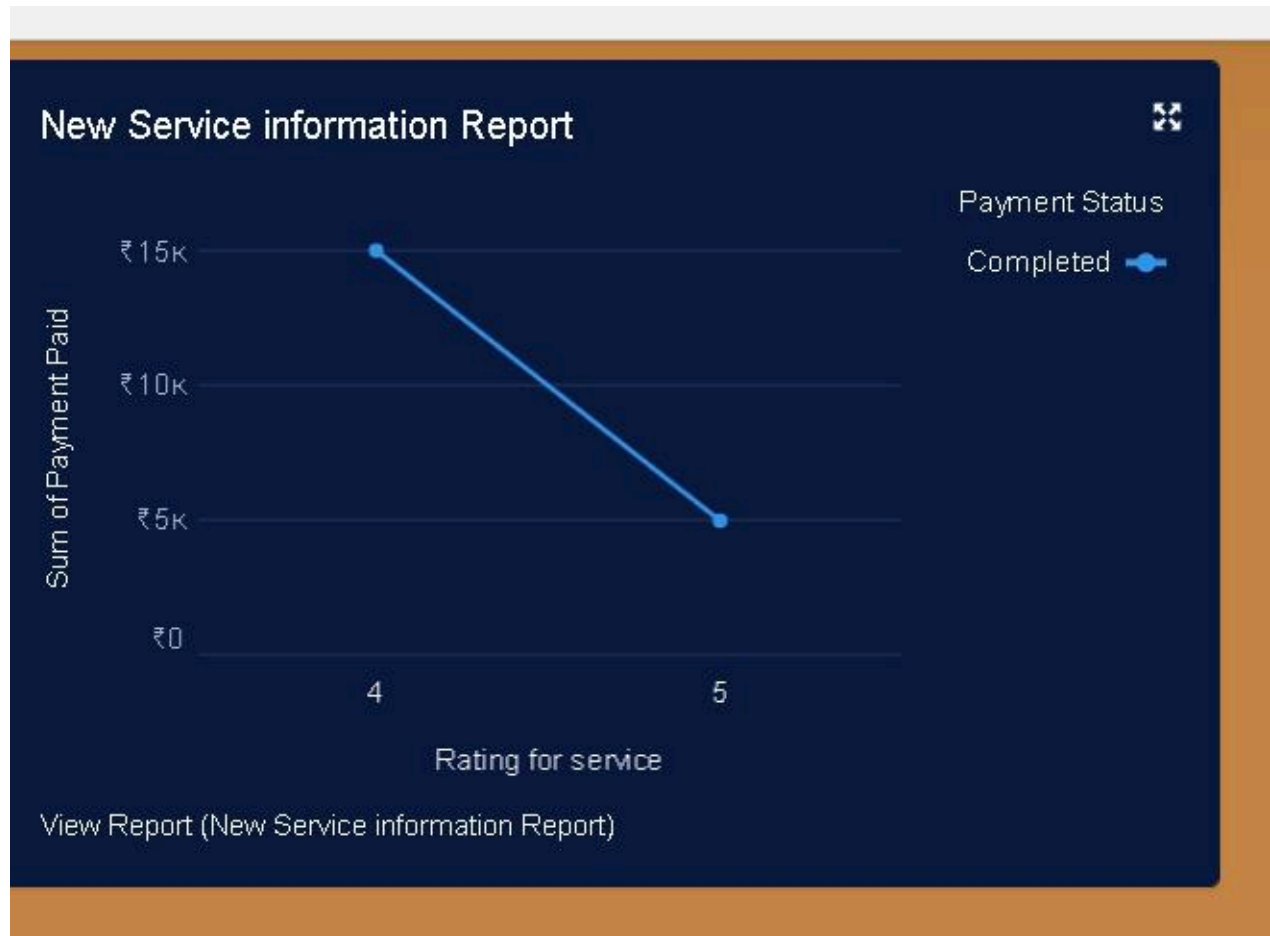 New Service information Report
Payment Status
Completed
Sum of Payment Paid
₹15K
₹10K
₹5K
₹0
4 5
Rating for service
View Report (New Service information Report)